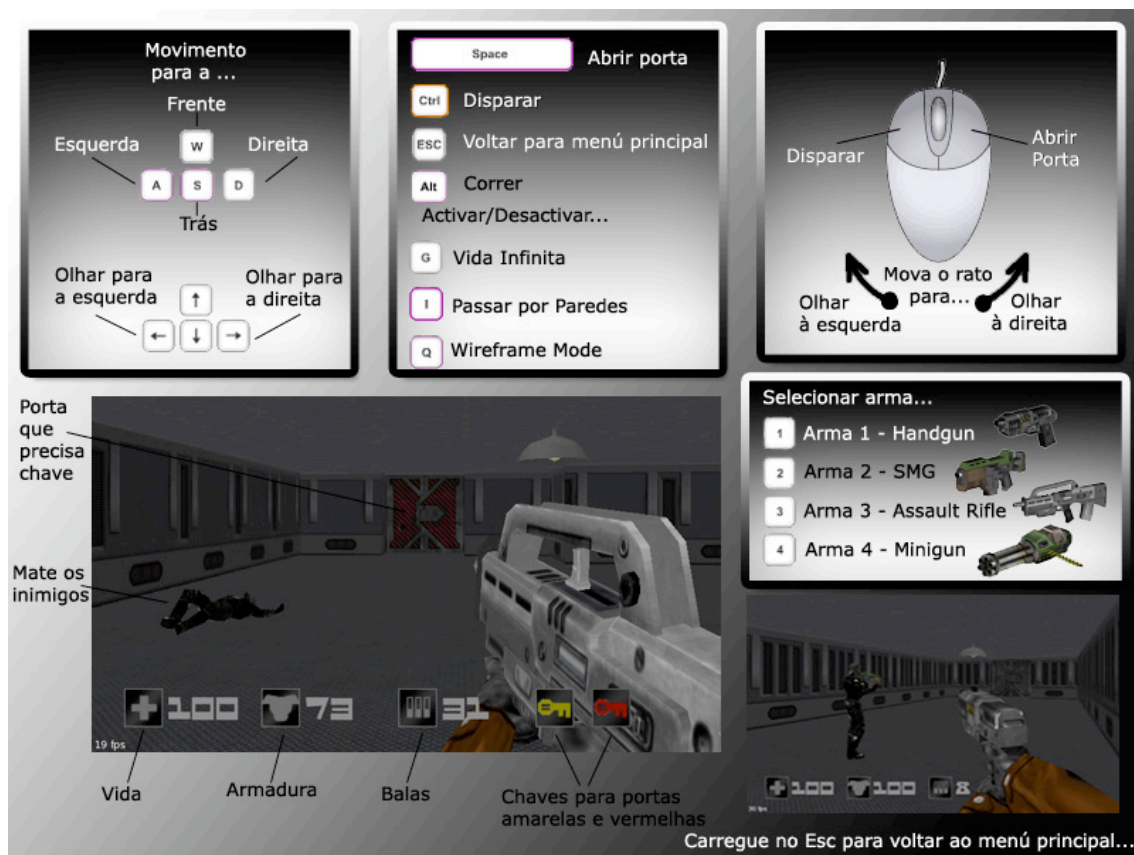 Movimento
para a ...
Frente
Esquerda
W
Direita
A
S
D
Trás
Olhar para
a esquerda
Olhar para
a direita
↑
← ↓ →
Space
Abrir porta
Ctrl
Disparar
ESC
Voltar para menú principal
Alt
Correr
Activar/Desactivar...
G
Vida Infinita
I
Passar por Paredes
Q
Wireframe Mode
Disparar
Abrir
Porta
Mova o rato
para...
Olhar
à esquerda
Olhar
à direita
Selecionar arma...
1
Arma 1 - Handgun
2
Arma 2 - SMG
3
Arma 3 - Assault Rifle
4
Arma 4 - Minigun
Porta
que
precisa
chave
Mate os
inimigos
100
73
31
19 fps
Vida
Armadura
Balas
Chaves para portas
amarelas e vermelhas
100
100
8
Carregue no Esc para voltar ao menú principal...